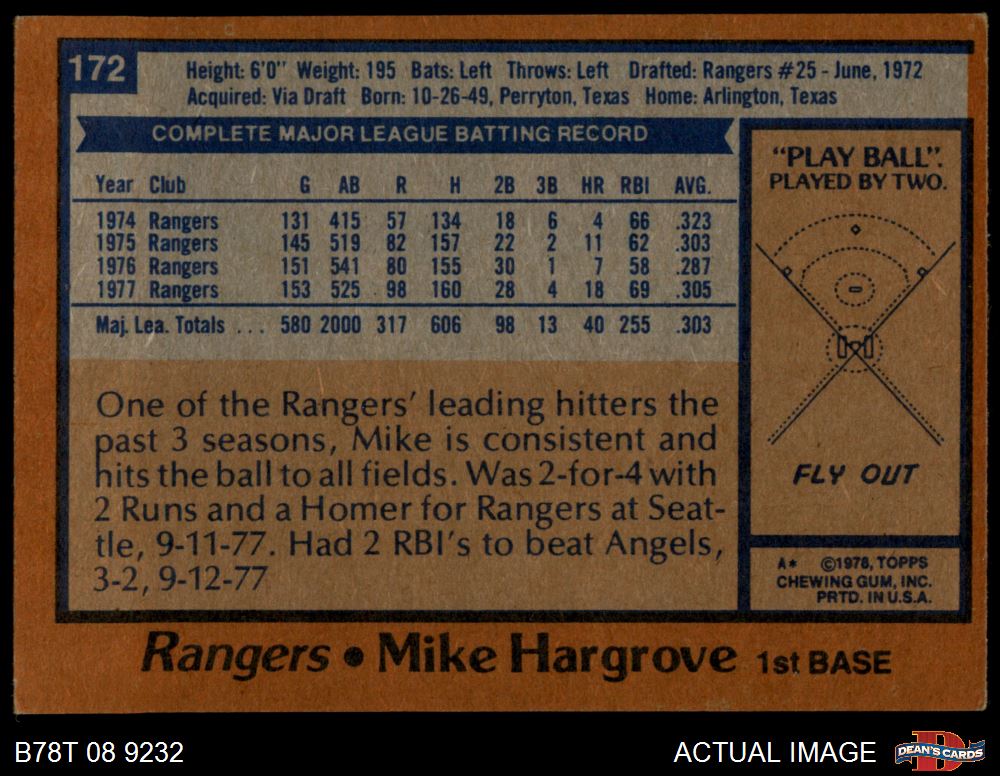 172
Height: 6'0" Weight: 195 Bats: Left Throws: Left Drafted: Rangers #25 - June, 1972
Acquired: Via Draft Born: 10-26-49, Perryton, Texas Home: Arlington, Texas
COMPLETE MAJOR LEAGUE BATTING RECORD
Year Club G AB R H 2B 3B HR RBI AVG.
1974 Rangers 131 415 57 134 18 6 4 66 .323
1975 Rangers 145 519 82 157 22 2 11 62 .303
1976 Rangers 151 541 80 155 30 1 7 58 .287
1977 Rangers 153 525 98 160 28 4 18 69 .305
Maj. Lea. Totals ... 580 2000 317 606 98 13 40 255 .303
One of the Rangers' leading hitters the
past 3 seasons, Mike is consistent and
hits the ball to all fields. Was 2-for-4 with
2 Runs and a Homer for Rangers at Seat-
tle, 9-11-77. Had 2 RBI's to beat Angels,
3-2, 9-12-77
"PLAY BALL".
PLAYED BY TWO.
FLY OUT
A* ©1978, TOPPS
CHEWING GUM, INC.
PRTD. IN U.S.A.
Rangers • Mike Hargrove 1st BASE
B78T 08 9232
ACTUAL IMAGE
DEAN'S CARDS